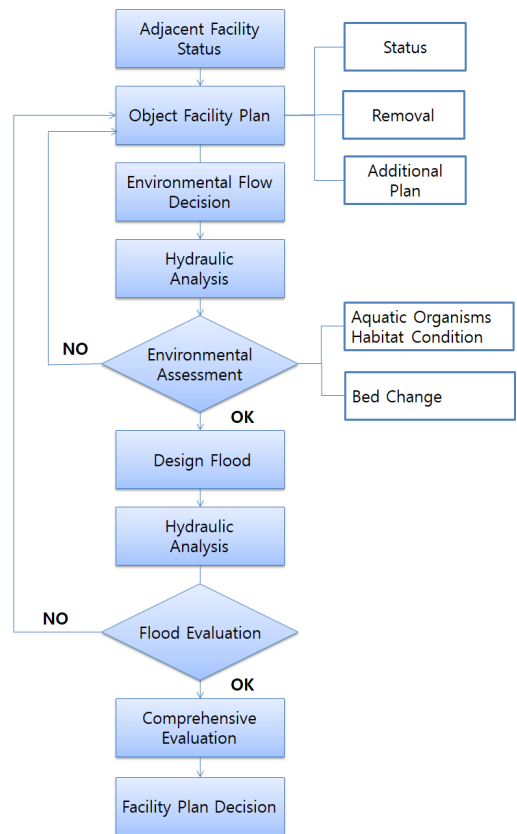 Adjacent Facility
Status
Status
Object Facility Plan
Removal
Additional
Plan
Environmental Flow
Decision
Hydraulic
Analysis
Aquatic Organisms
Habitat Condition
NO
Environmental
Assessment
Bed Change
OK
Design Flood
Hydraulic
Analysis
NO
Flood Evaluation
OK
Comprehensive
Evaluation
Facility Plan Decision